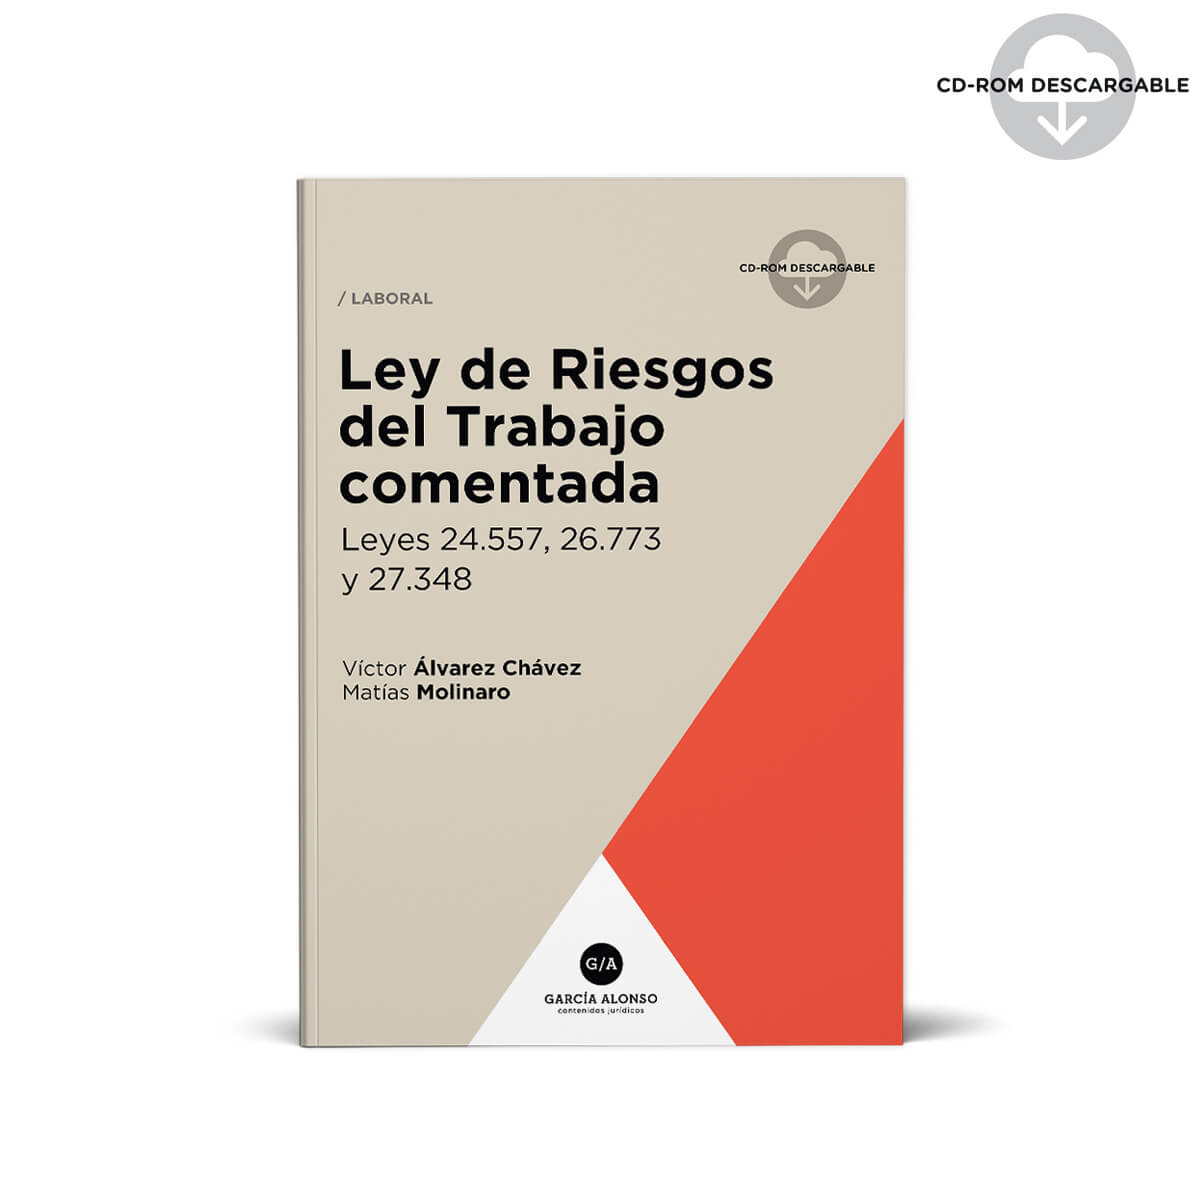 CD-ROM DESCARGABLE
CD-ROM DESCARGABLE
/ LABORAL
Ley de Riesgos
del Trabajo
comentada
Leyes 24.557, 26.773
y 27.348
Víctor Álvarez Chávez
Matías Molinaro
G/A
GARCÍA ALONSO
contenidos jurídicos